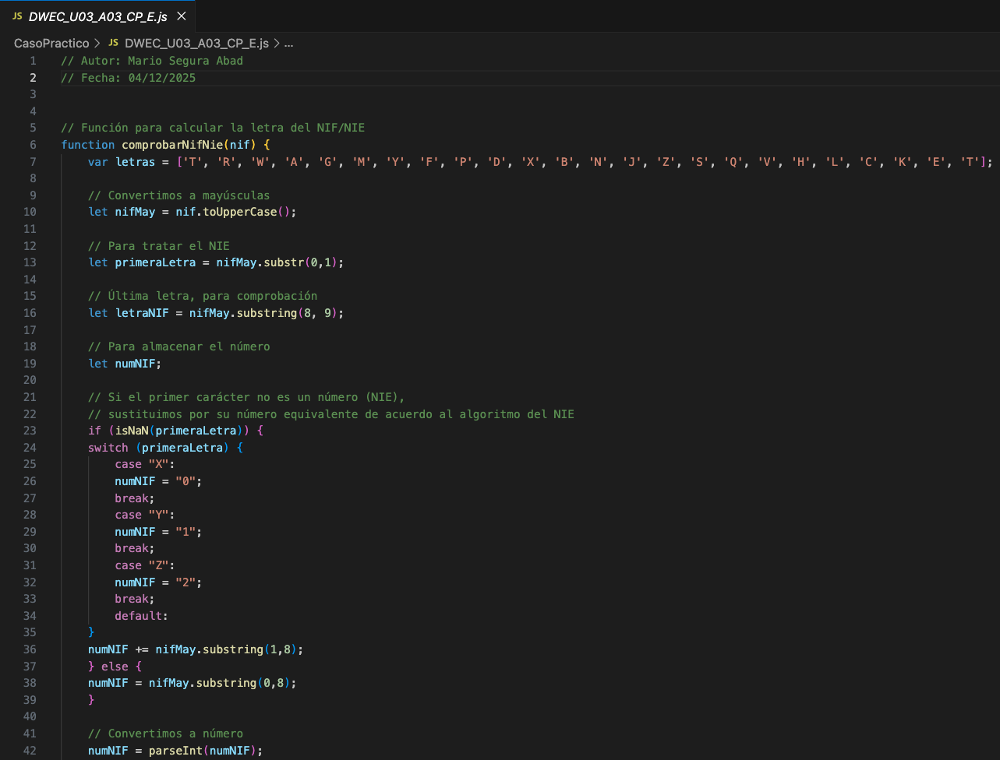 JS DWEC_U03_A03_CP_E.js ×
CasoPractico > JS DWEC_U03_A03_CP_E.js > ...
1 // Autor: Mario Segura Abad
2 // Fecha: 04/12/2025
3
4
5 // Función para calcular la letra del NIF/NIE
6 function comprobarNifNie(nif) {
7 var letras = ['T', 'R', 'W', 'A', 'G', 'M', 'Y', 'F', 'P', 'D', 'X', 'B', 'N', 'J', 'Z', 'S', 'Q', 'V', 'H', 'L', 'C', 'K', 'E', 'T'];
8
9 // Convertimos a mayúsculas
10 let nifMay = nif.toUpperCase();
11
12 // Para tratar el NIE
13 let primeraLetra = nifMay.substr(0,1);
14
15 // Última letra, para comprobación
16 let letraNIF = nifMay.substring(8, 9);
17
18 // Para almacenar el número
19 let numNIF;
20
21 // Si el primer carácter no es un número (NIE),
22 // sustituimos por su número equivalente de acuerdo al algoritmo del NIE
23 if (isNaN(primeraLetra)) {
24 switch (primeraLetra) {
25 case "X":
26 numNIF = "0";
27 break;
28 case "Y":
29 numNIF = "1";
30 break;
31 case "Z":
32 numNIF = "2";
33 break;
34 default:
35 }
36 numNIF += nifMay.substring(1,8);
37 } else {
38 numNIF = nifMay.substring(0,8);
39 }
40
41 // Convertimos a número
42 numNIF = parseInt(numNIF);